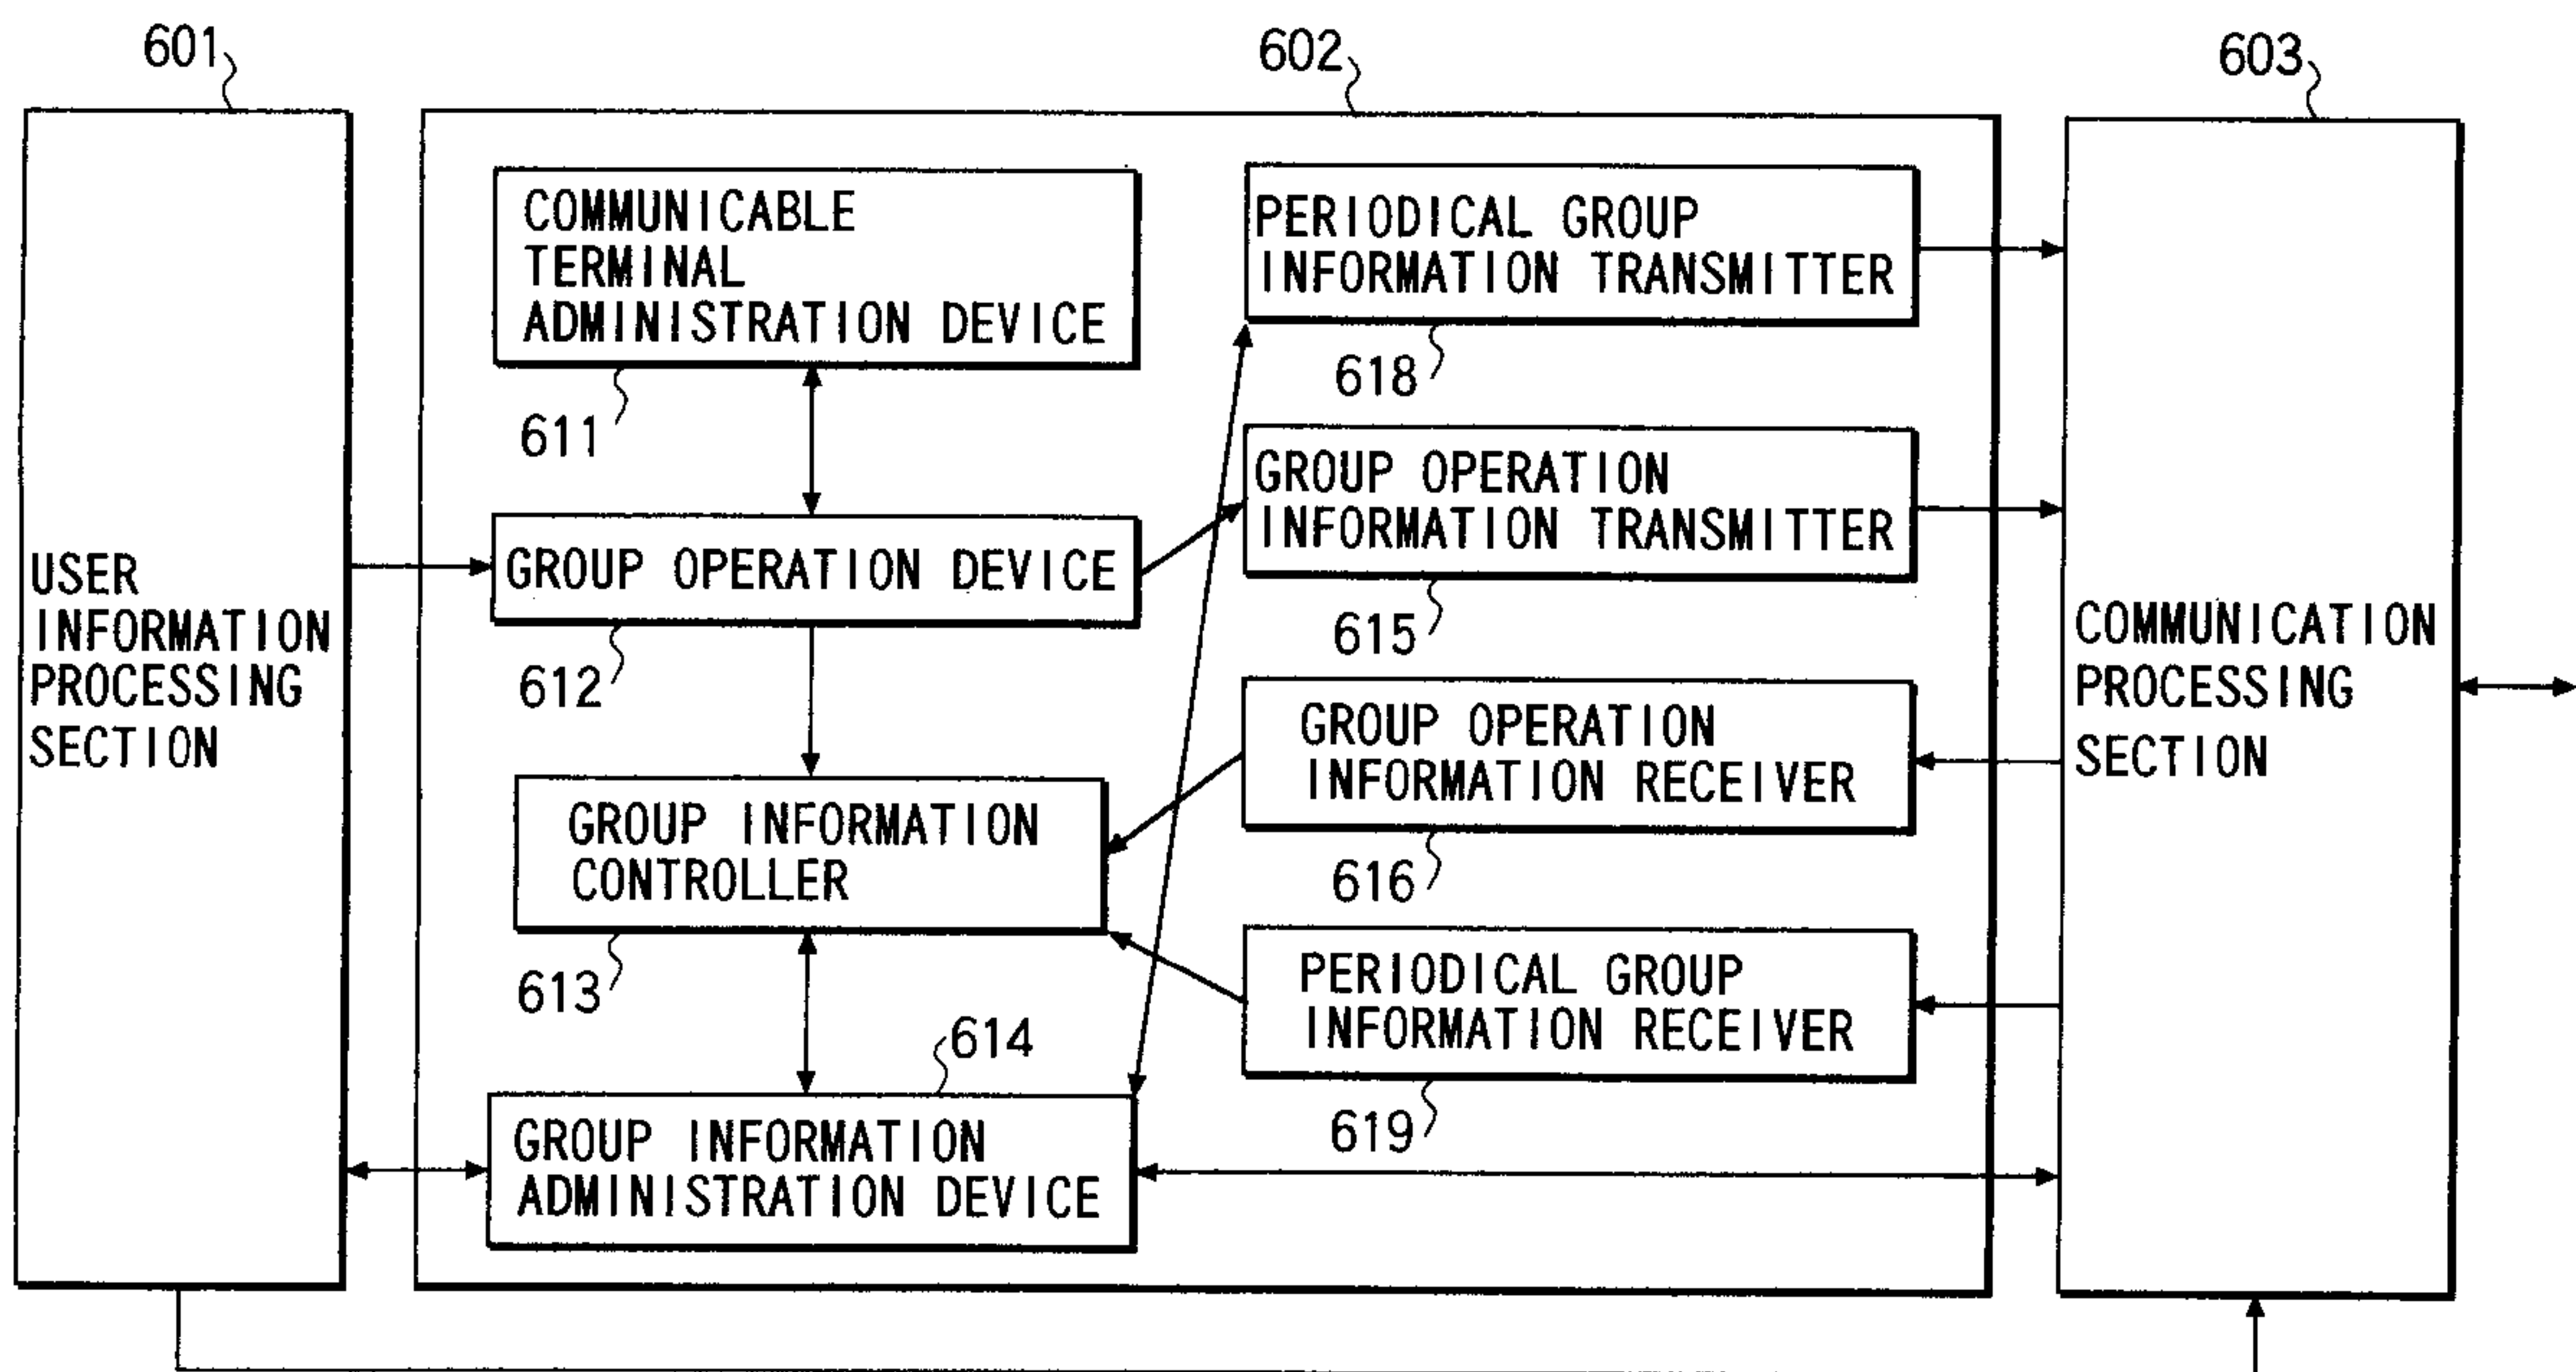 601
602
603
USER
INFORMATION
PROCESSING
SECTION
COMMUNICABLE
TERMINAL
ADMINISTRATION DEVICE
611
GROUP OPERATION DEVICE
612
GROUP INFORMATION
CONTROLLER
613
614
GROUP INFORMATION
ADMINISTRATION DEVICE
PERIODICAL GROUP
INFORMATION TRANSMITTER
618
GROUP OPERATION
INFORMATION TRANSMITTER
615
GROUP OPERATION
INFORMATION RECEIVER
616
PERIODICAL GROUP
INFORMATION RECEIVER
619
COMMUNICATION
PROCESSING
SECTION